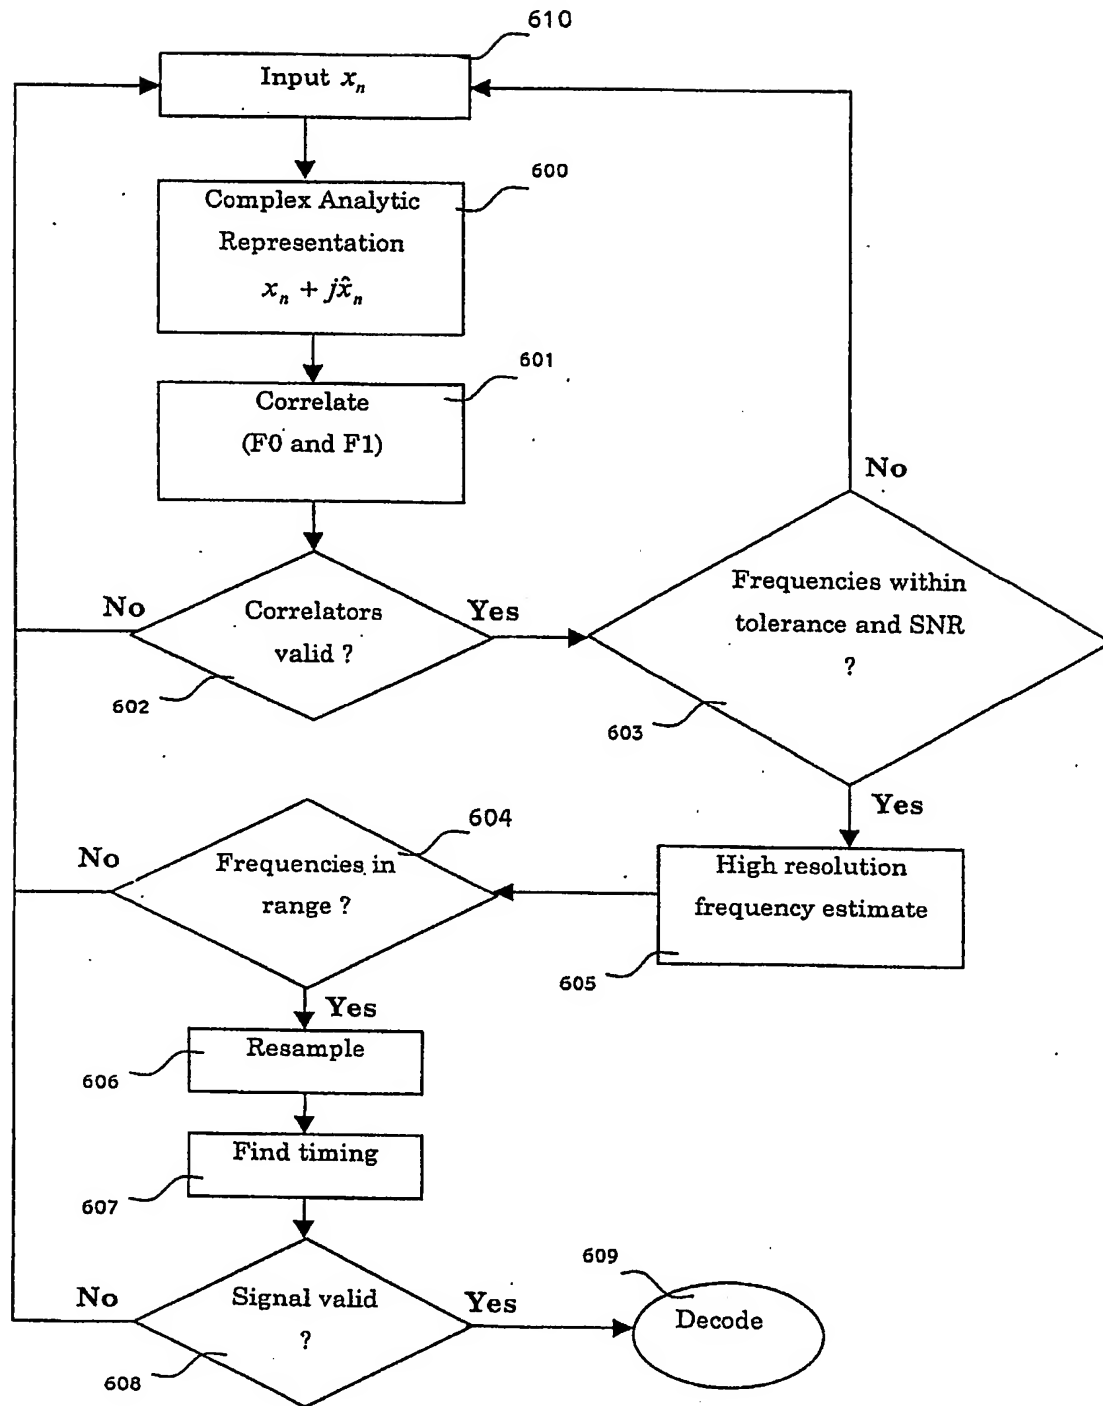 610
Input xₙ
600
Complex Analytic
Representation
xₙ + jx̂ₙ
601
Correlate
(F0 and F1)
No
Correlators
valid ?
Yes
602
No
Frequencies within
tolerance and SNR
?
603
Yes
604
No
Frequencies in
range ?
High resolution
frequency estimate
605
Yes
Resample
606
Find timing
607
No
Signal valid
?
Yes
608
609
Decode